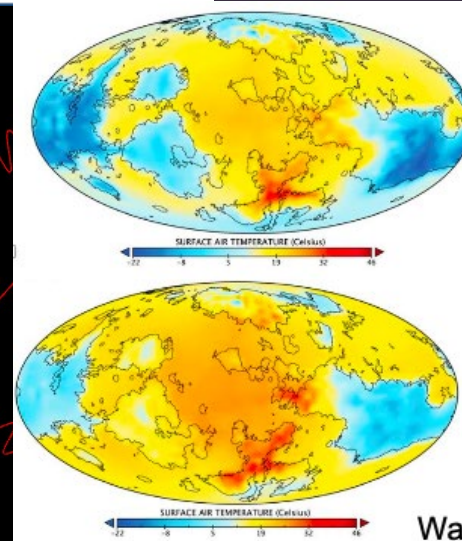 SURFACE AIR TEMPERATURE (Celsius)
-22 -8 5 19 32 46
SURFACE AIR TEMPERATURE (Celsius)
-22 -8 5 19 32 46
Wa